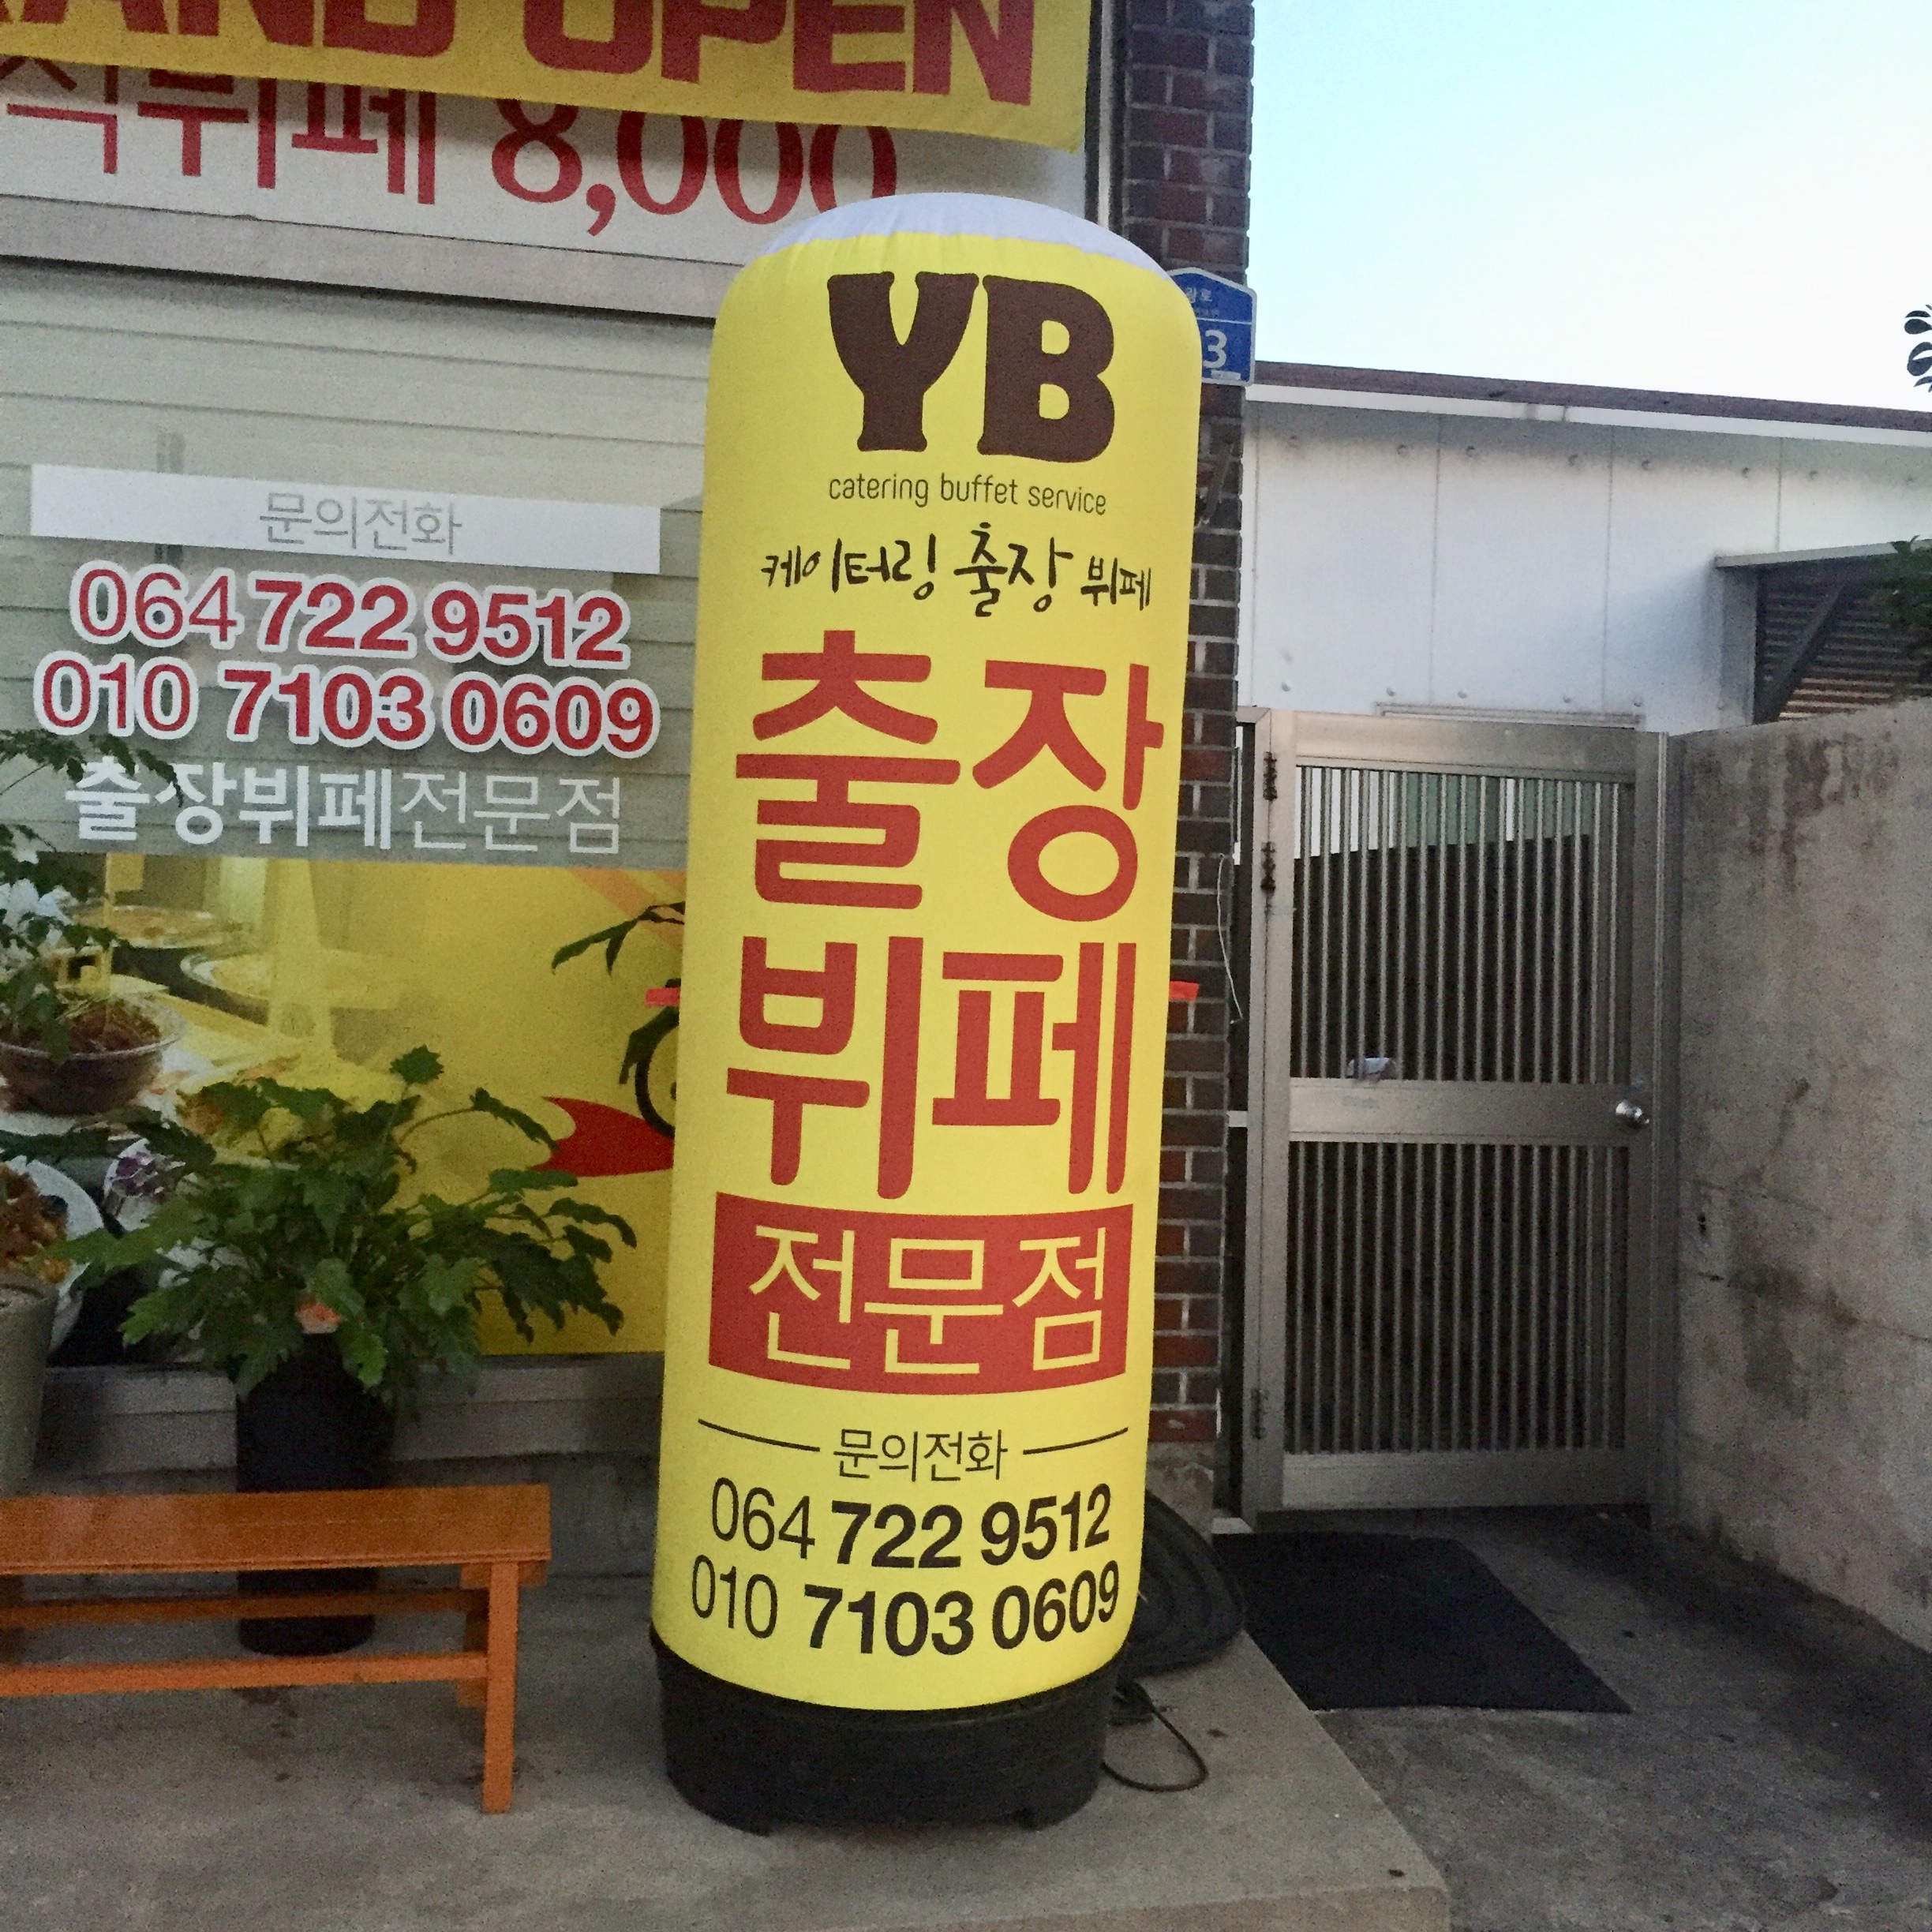 OPEN
뷔페 8,000
문의전화
064 722 9512
010 7103 0609
출장뷔페전문점
YB
catering buffet service
케이터링 출장 뷔페
출장
뷔페
전문점
문의전화
064 722 9512
010 7103 0609
3